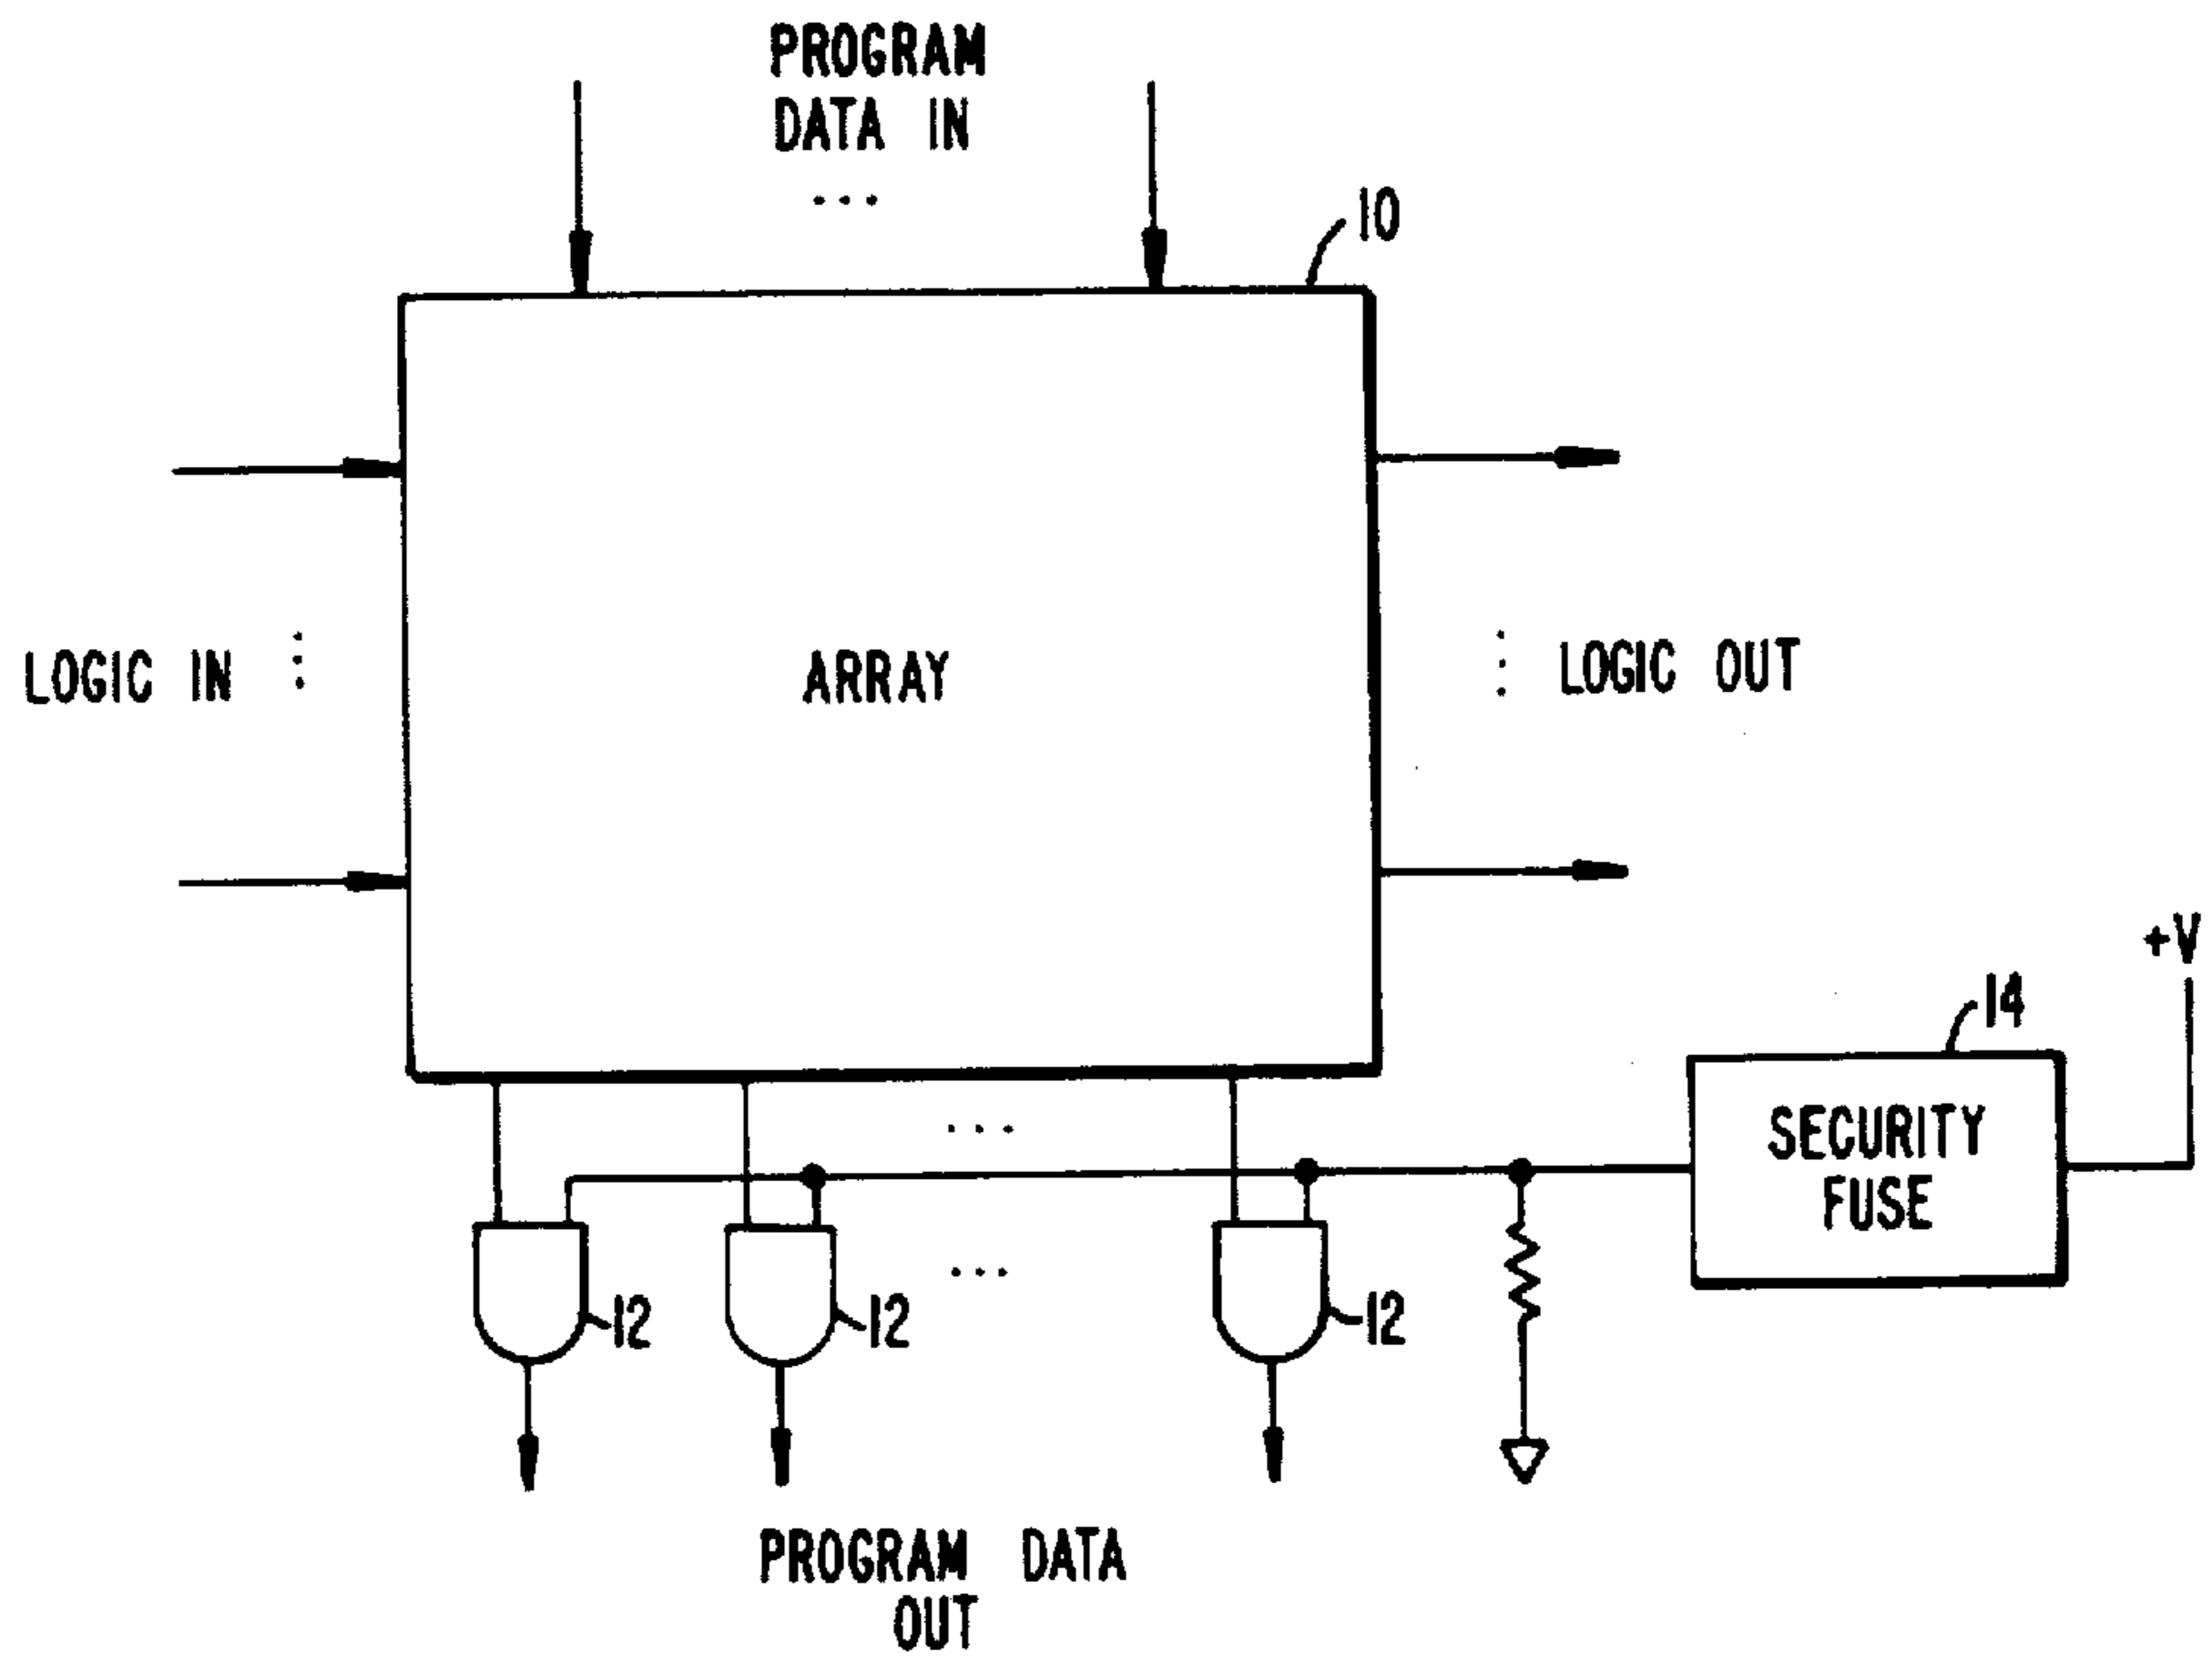 PROGRAM
DATA IN
...
10
LOGIC IN
ARRAY
LOGIC OUT
+V
14
...
SECURITY
FUSE
...
12
12
12
PROGRAM DATA
OUT